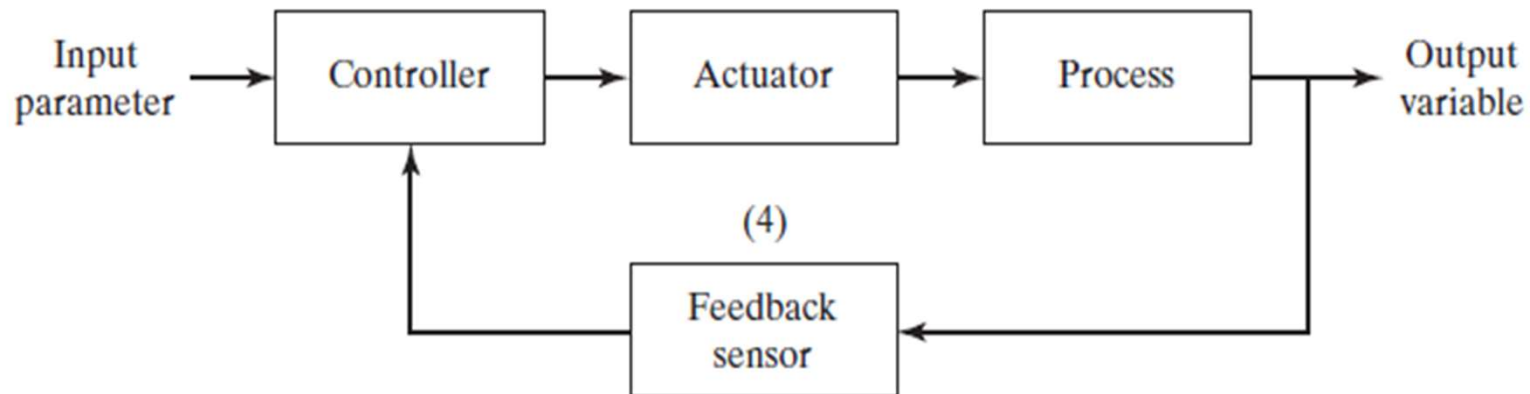 Input
parameter
Controller
Actuator
Process
Output
variable
(4)
Feedback
sensor